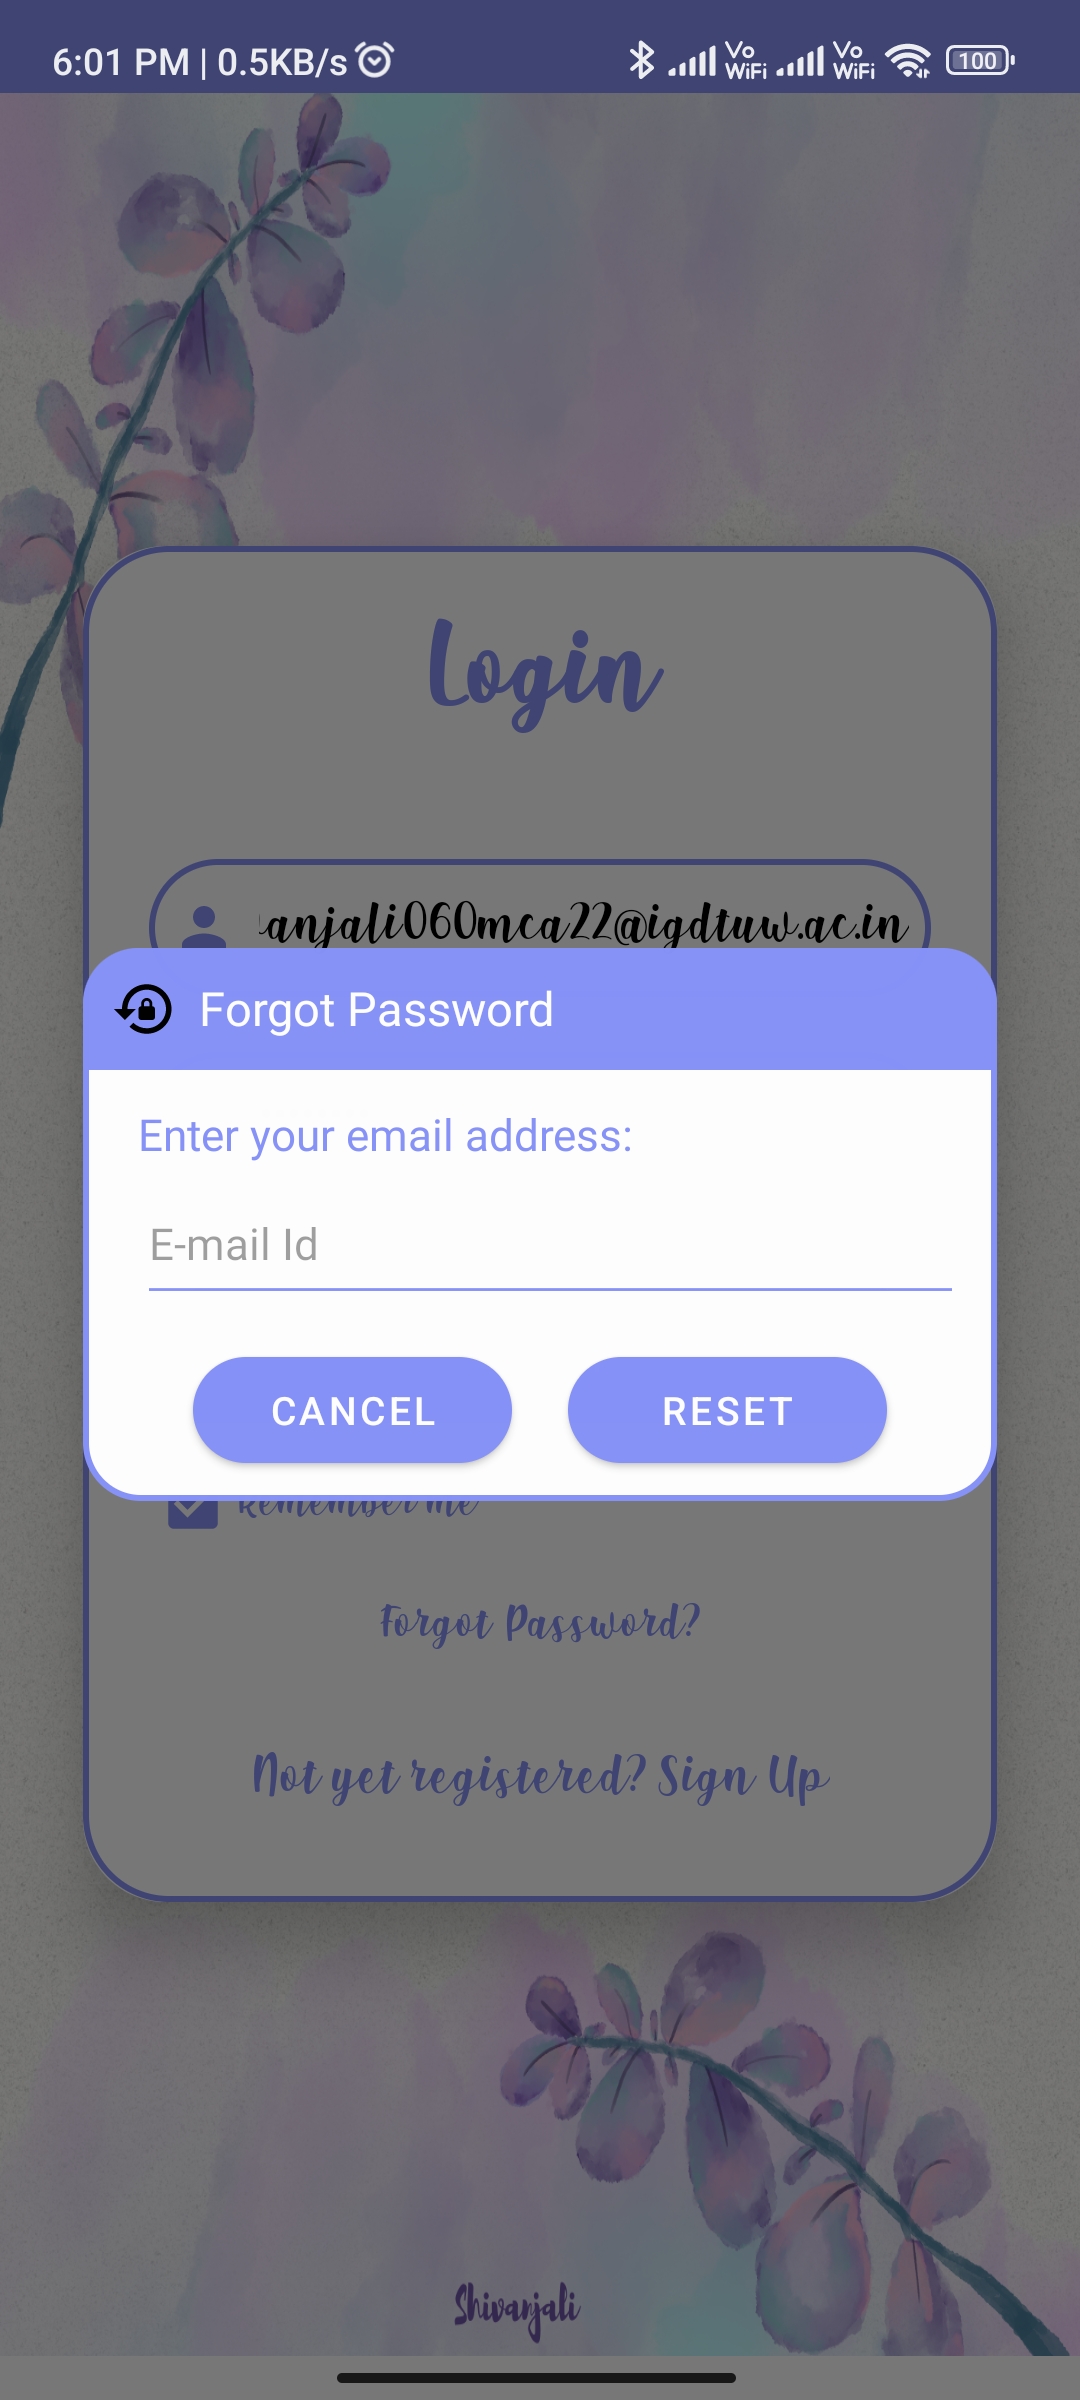 6:01 PM | 0.5KB/s Vo WiFi Vo WiFi 100
Login
anjali060mca22@igdtuw.ac.in
Forgot Password
Enter your email address:
E-mail Id
CANCEL RESET
Remember me
Forgot Password?
Not yet registered? Sign Up
Shivanjali